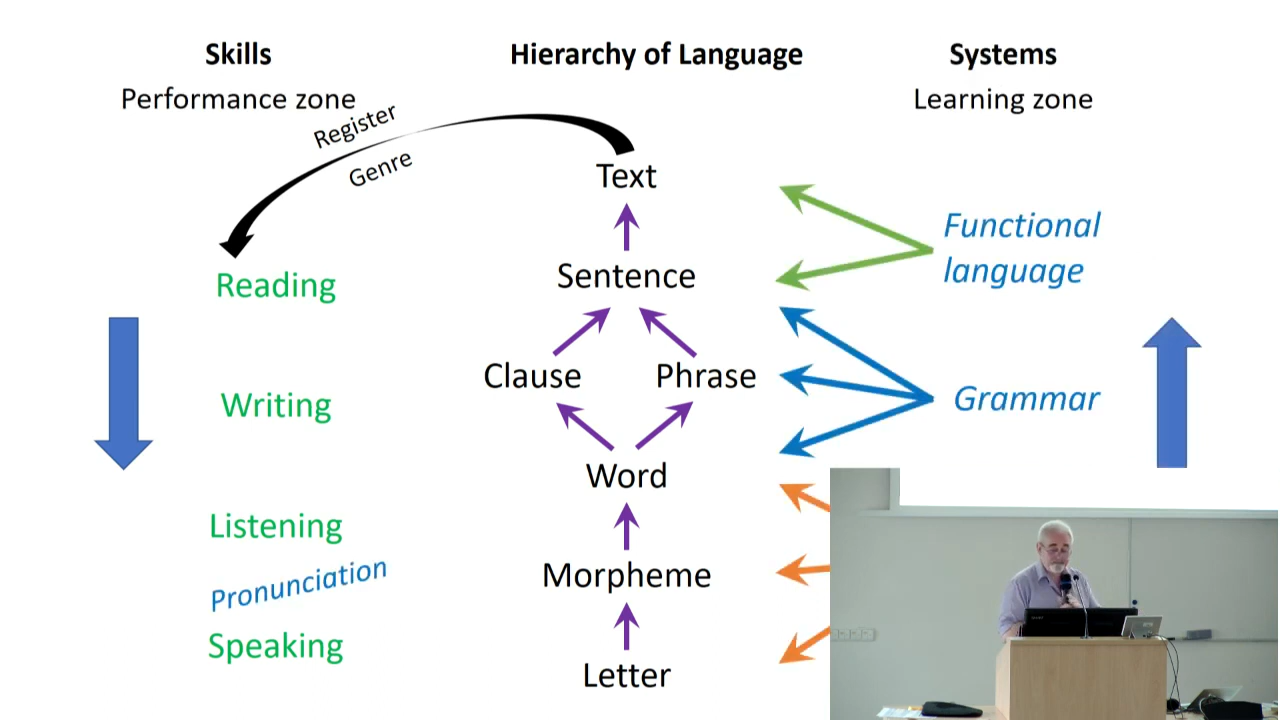 Skills
Hierarchy of Language
Systems
Performance zone
Learning zone
Register
Genre
Text
Functional
language
Sentence
Reading
Clause
Phrase
Writing
Grammar
Word
Listening
Pronunciation
Morpheme
Speaking
Letter